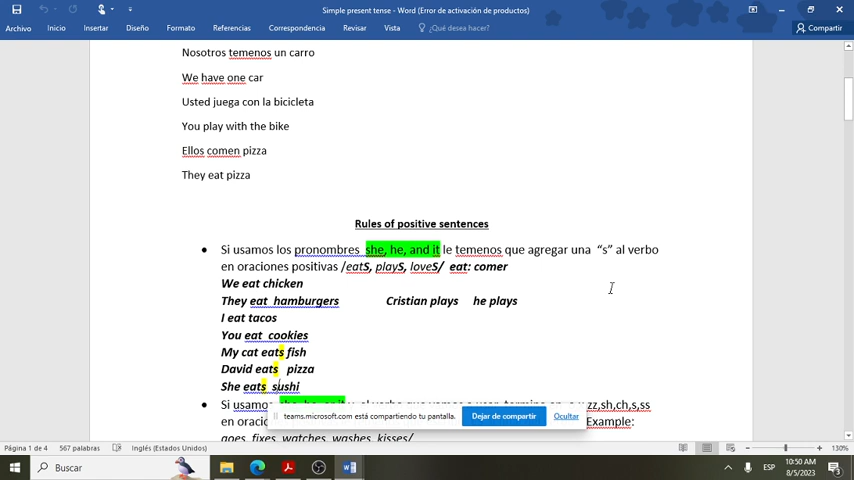 Simple present tense - Word (Error de activación de productos)
Archivo Inicio Insertar Diseño Formato Referencias Correspondencia Revisar Vista ¿Qué desea hacer? Compartir
Nosotros temenos un carro
We have one car
Usted juega con la bicicleta
You play with the bike
Ellos comen pizza
They eat pizza
Rules of positive sentences
• Si usamos los pronombres she, he, and it le temenos que agregar una “s” al verbo
en oraciones positivas /eatS, playS, loveS/ eat: comer
We eat chicken
They eat hamburgers Cristian plays he plays
I eat tacos
You eat cookies
My cat eats fish
David eats pizza
She eats sushi
• Si usamos zz,sh,ch,s,ss
teams.microsoft.com está compartiendo tu pantalla. Dejar de compartir Ocultar
en Example:
goes, fixes, watches, washes, kisses/
Página 1 de 4 567 palabras Inglés (Estados Unidos) 130%
Buscar ESP 10:50 AM
8/5/2023 3